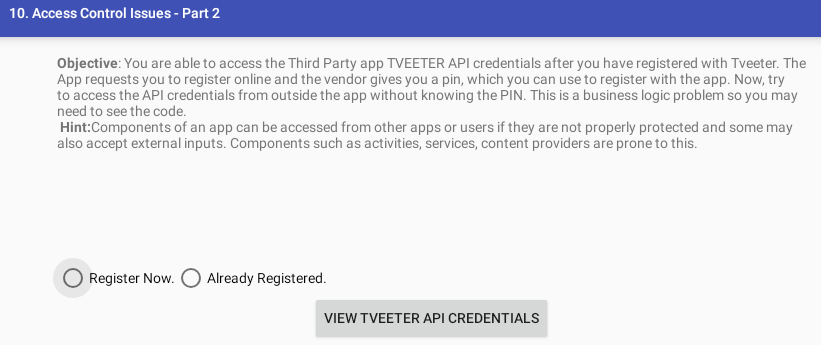 10. Access Control Issues - Part 2
Objective: You are able to access the Third Party app TVEETER API credentials after you have registered with Tveeter. The
App requests you to register online and the vendor gives you a pin, which you can use to register with the app. Now, try
to access the API credentials from outside the app without knowing the PIN. This is a business logic problem so you may
need to see the code.
Hint:Components of an app can be accessed from other apps or users if they are not properly protected and some may
also accept external inputs. Components such as activities, services, content providers are prone to this.
Register Now. Already Registered.
VIEW TVEETER API CREDENTIALS